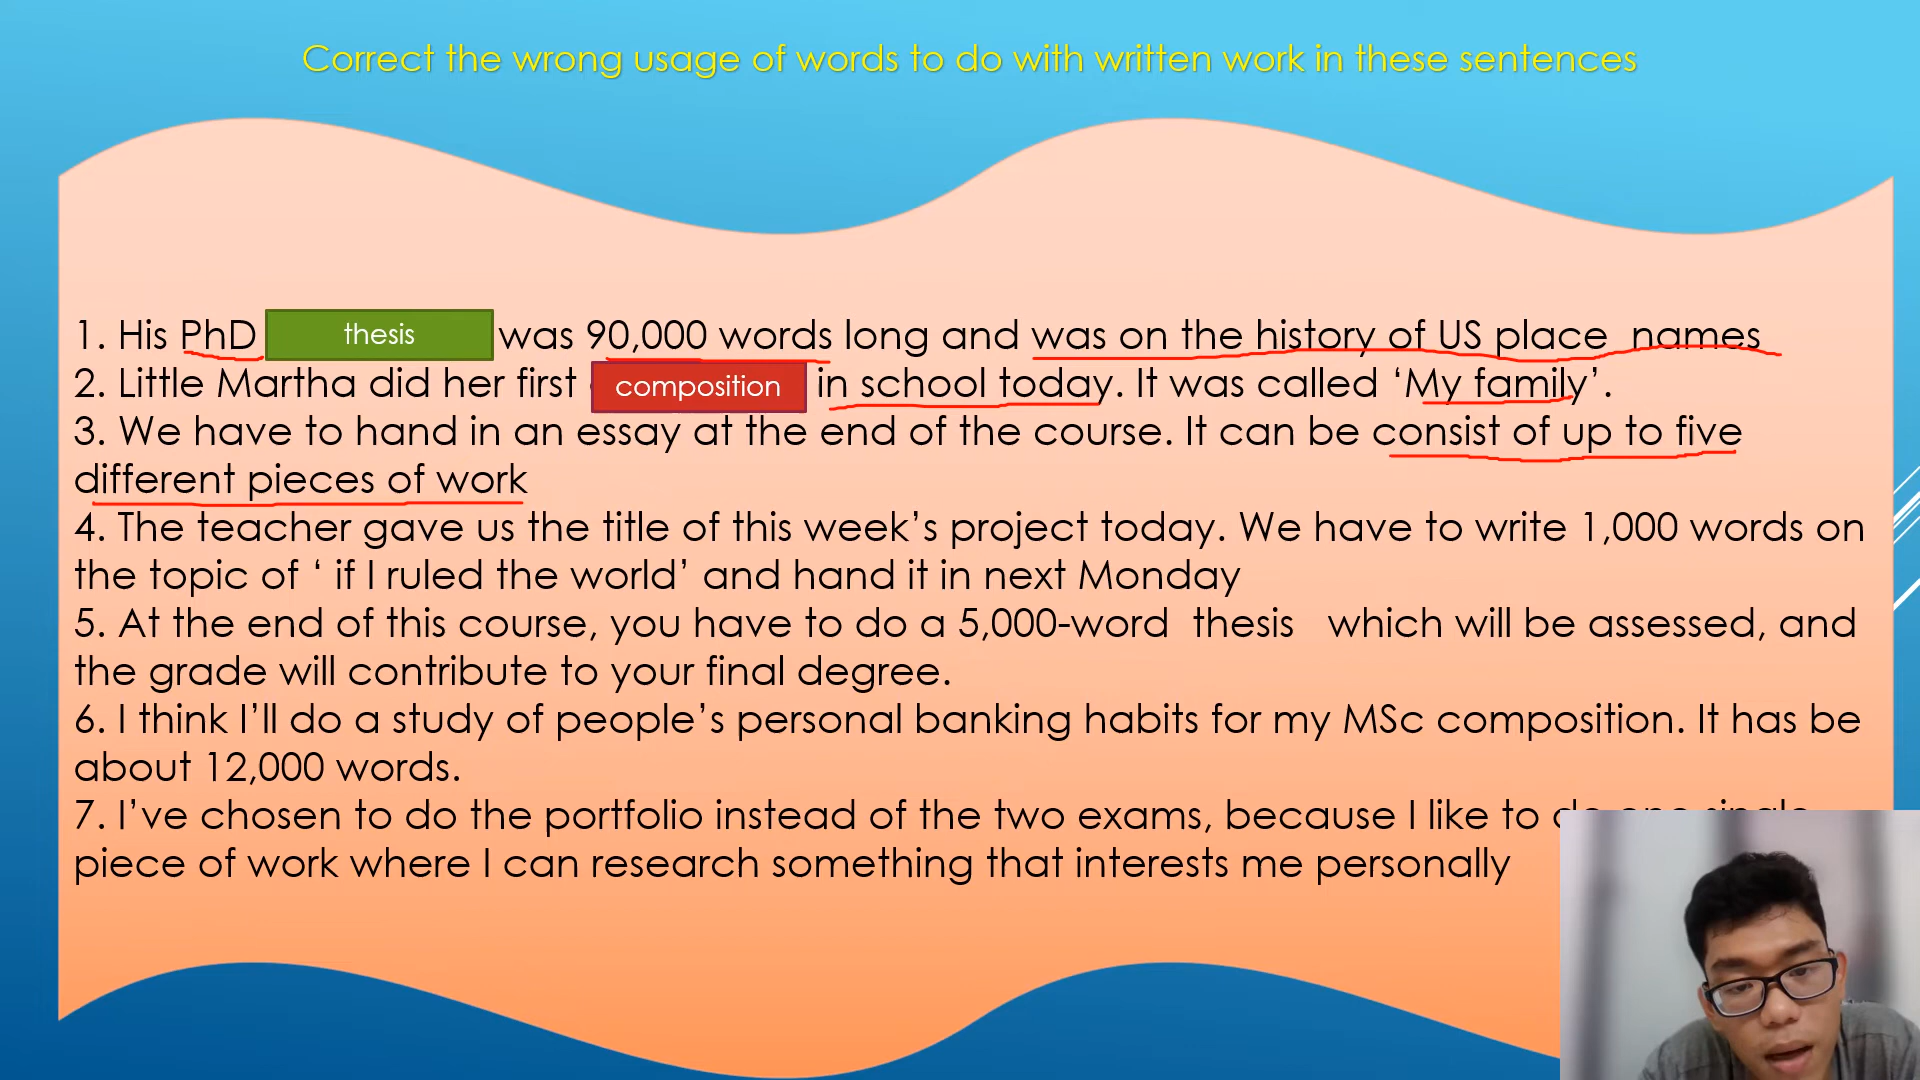 Correct the wrong usage of words to do with written work in these sentences
1. His PhD thesis was 90,000 words long and was on the history of US place names
2. Little Martha did her first composition in school today. It was called ‘My family’.
3. We have to hand in an essay at the end of the course. It can be consist of up to five
different pieces of work
4. The teacher gave us the title of this week’s project today. We have to write 1,000 words on
the topic of ‘ if I ruled the world’ and hand it in next Monday
5. At the end of this course, you have to do a 5,000-word thesis which will be assessed, and
the grade will contribute to your final degree.
6. I think I’ll do a study of people’s personal banking habits for my MSc composition. It has be
about 12,000 words.
7. I’ve chosen to do the portfolio instead of the two exams, because I like to do one single
piece of work where I can research something that interests me personally